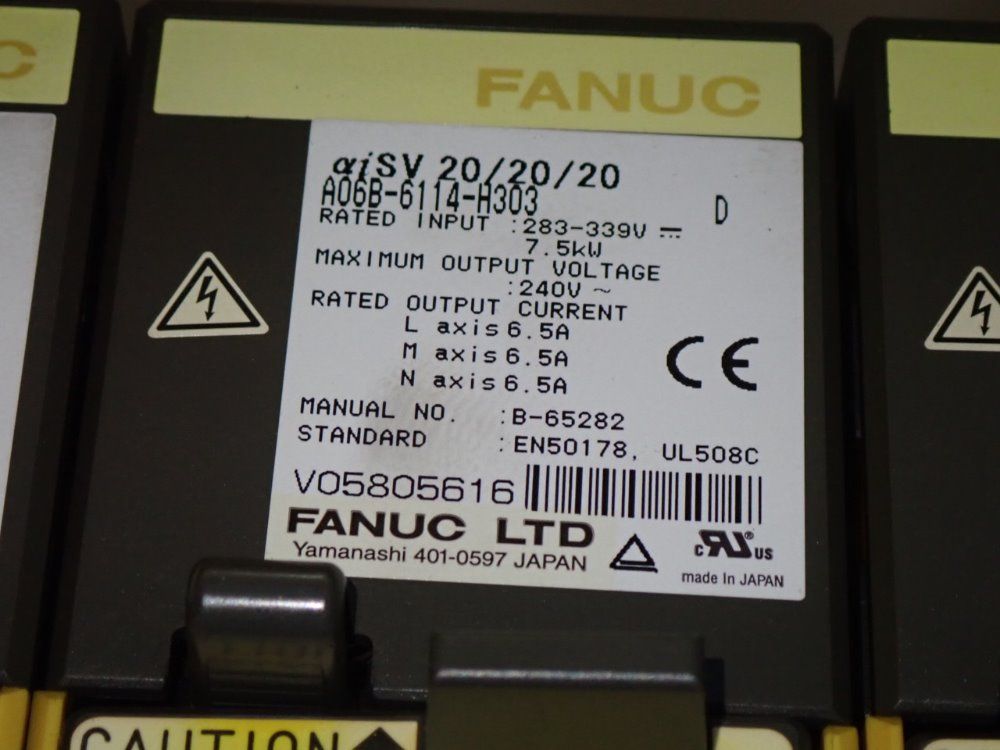 C
FANUC
αiSV 20/20/20
A06B-6114-H303
D
RATED INPUT :283-339V ⎓
7.5kW
MAXIMUM OUTPUT VOLTAGE
:240V ~
RATED OUTPUT CURRENT
L axis 6.5A
M axis 6.5A
N axis 6.5A
CE
MANUAL NO. :B-65282
STANDARD :EN50178, UL508C
V05805616
FANUC LTD
Yamanashi 401-0597 JAPAN
c RU® US
made In JAPAN
CAUTION